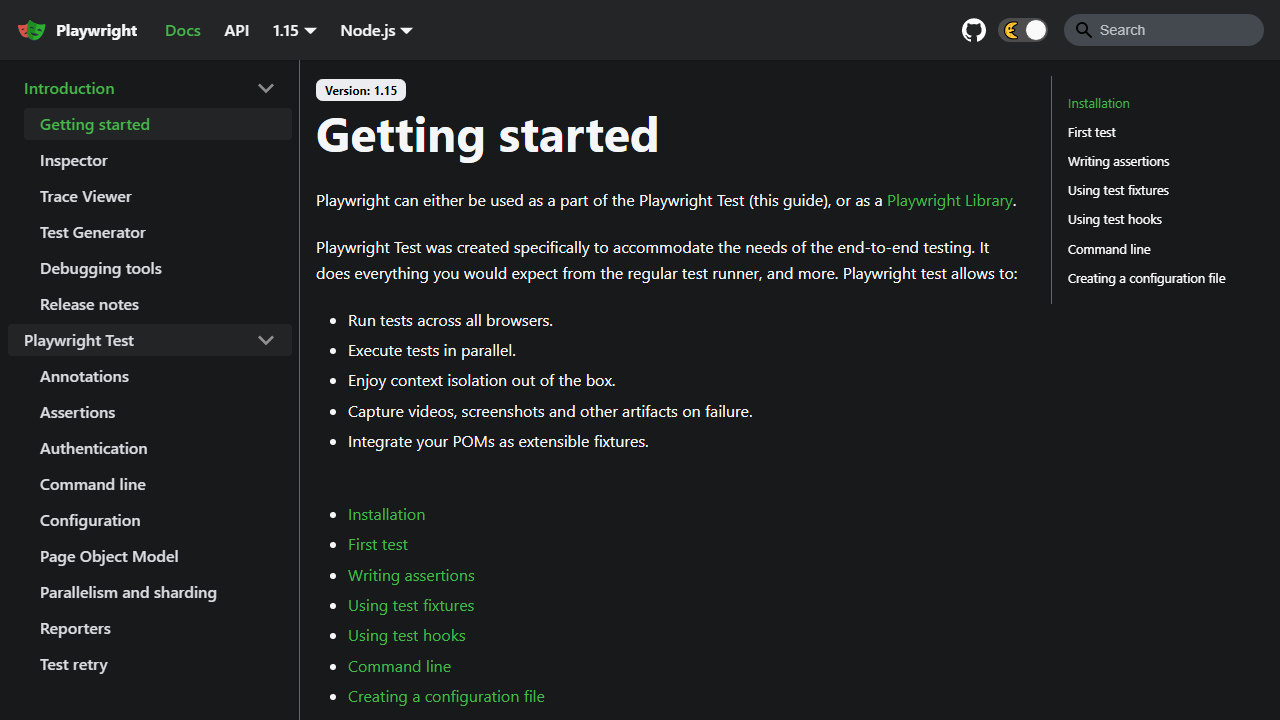 Playwright
Docs
API
1.15
Node.js
Search
Introduction
Getting started
Inspector
Trace Viewer
Test Generator
Debugging tools
Release notes
Playwright Test
Annotations
Assertions
Authentication
Command line
Configuration
Page Object Model
Parallelism and sharding
Reporters
Test retry
Version: 1.15
Getting started
Playwright can either be used as a part of the Playwright Test (this guide), or as a Playwright Library.
Playwright Test was created specifically to accommodate the needs of the end-to-end testing. It
does everything you would expect from the regular test runner, and more. Playwright test allows to:
Run tests across all browsers.
Execute tests in parallel.
Enjoy context isolation out of the box.
Capture videos, screenshots and other artifacts on failure.
Integrate your POMs as extensible fixtures.
Installation
First test
Writing assertions
Using test fixtures
Using test hooks
Command line
Creating a configuration file
Installation
First test
Writing assertions
Using test fixtures
Using test hooks
Command line
Creating a configuration file